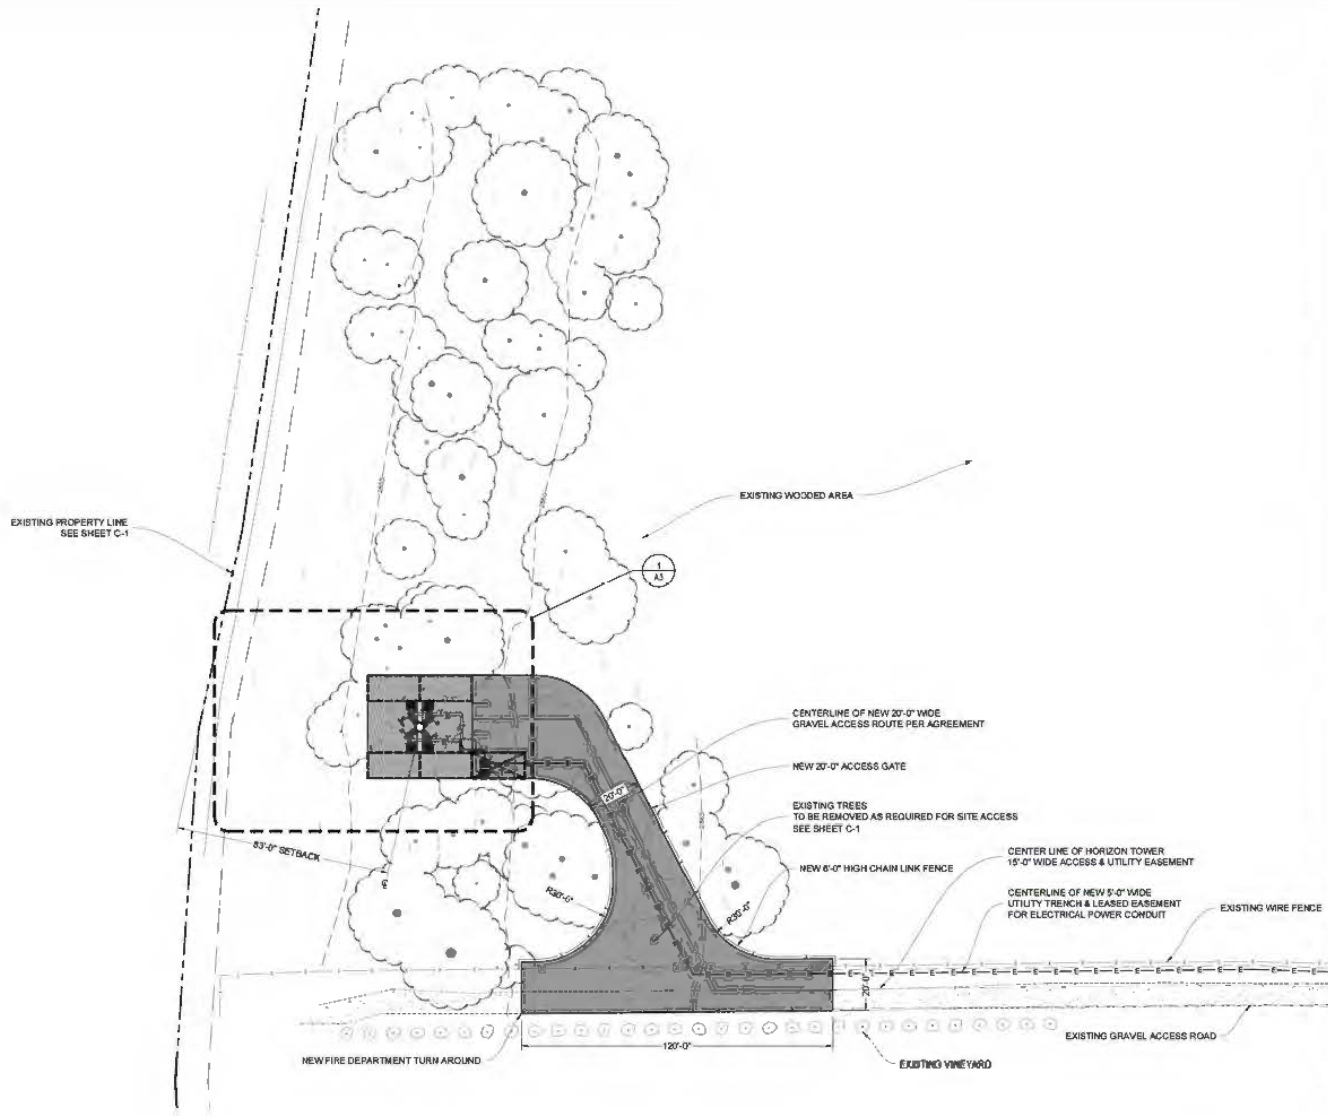 EXISTING PROPERTY LINE
SEE SHEET C-1
EXISTING WOODED AREA
1
A3
CENTERLINE OF NEW 20'-0" WIDE
GRAVEL ACCESS ROUTE PER AGREEMENT
NEW 20'-0" ACCESS GATE
20'-0"
EXISTING TREES
TO BE REMOVED AS REQUIRED FOR SITE ACCESS
SEE SHEET C-1
NEW 6'-0" HIGH CHAIN LINK FENCE
CENTER LINE OF HORIZON TOWER
15'-0" WIDE ACCESS & UTILITY EASEMENT
CENTERLINE OF NEW 5'-0" WIDE
UTILITY TRENCH & LEASED EASEMENT
FOR ELECTRICAL POWER CONDUIT
EXISTING WIRE FENCE
SETBACK
R30'-0"
R30'-0"
20'-0"
E E E E E E E E E E E E E E E E
120'-0"
NEW FIRE DEPARTMENT TURN AROUND
EXISTING VINEYARD
EXISTING GRAVEL ACCESS ROAD